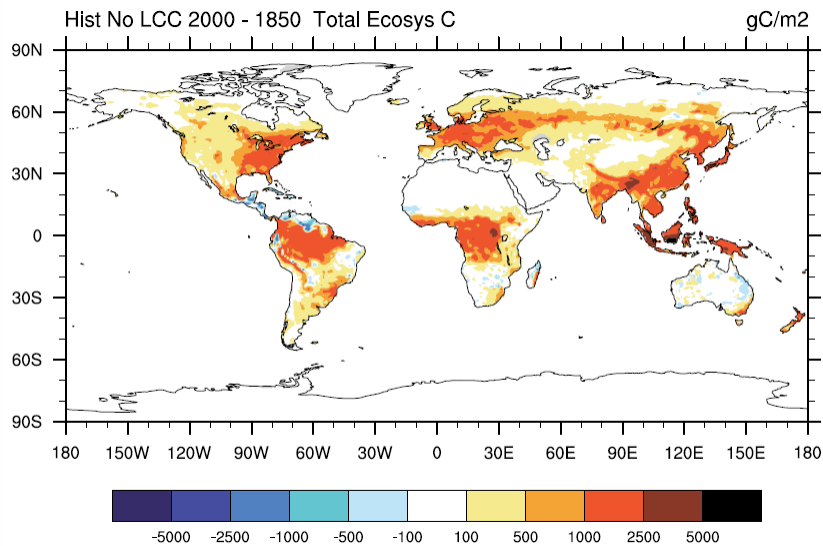 Hist No LCC 2000 - 1850 Total Ecosys C gC/m2
90N
60N
30N
0
30S
60S
90S
180 150W 120W 90W 60W 30W 0 30E 60E 90E 120E 150E 180
-5000 -2500 -1000 -500 -100 100 500 1000 2500 5000